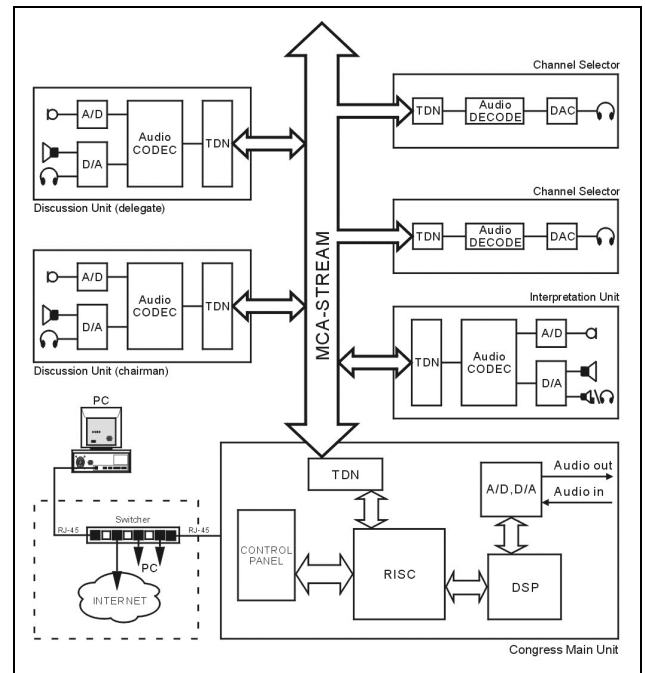 A/D
Audio
CODEC
TDN
D/A
Discussion Unit (delegate)
A/D
Audio
CODEC
TDN
D/A
Discussion Unit (chairman)
MCA-STREAM
Channel Selector
TDN
Audio
DECODE
DAC
Channel Selector
TDN
Audio
DECODE
DAC
Interpretation Unit
TDN
Audio
CODEC
A/D
D/A
PC
Switcher
RJ-45
RJ-45
PC
INTERNET
TDN
CONTROL
PANEL
RISC
A/D,D/A
Audio out
Audio in
DSP
Congress Main Unit